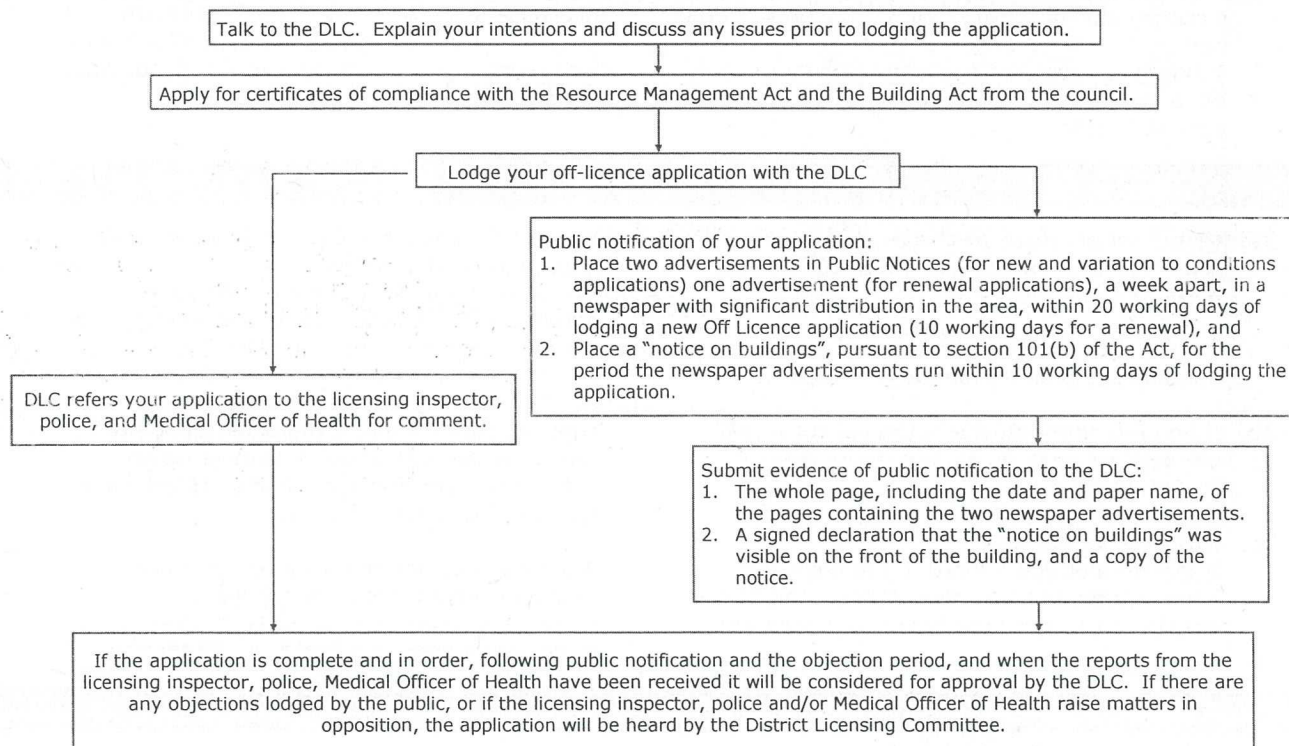 Talk to the DLC. Explain your intentions and discuss any issues prior to lodging the application.
Apply for certificates of compliance with the Resource Management Act and the Building Act from the council.
Lodge your off-licence application with the DLC
Public notification of your application:
1. Place two advertisements in Public Notices (for new and variation to conditions
applications) one advertisement (for renewal applications), a week apart, in a
newspaper with significant distribution in the area, within 20 working days of
lodging a new Off Licence application (10 working days for a renewal), and
2. Place a “notice on buildings”, pursuant to section 101(b) of the Act, for the
period the newspaper advertisements run within 10 working days of lodging the
application.
DLC refers your application to the licensing inspector,
police, and Medical Officer of Health for comment.
Submit evidence of public notification to the DLC:
1. The whole page, including the date and paper name, of
the pages containing the two newspaper advertisements.
2. A signed declaration that the “notice on buildings” was
visible on the front of the building, and a copy of the
notice.
If the application is complete and in order, following public notification and the objection period, and when the reports from the
licensing inspector, police, Medical Officer of Health have been received it will be considered for approval by the DLC. If there are
any objections lodged by the public, or if the licensing inspector, police and/or Medical Officer of Health raise matters in
opposition, the application will be heard by the District Licensing Committee.